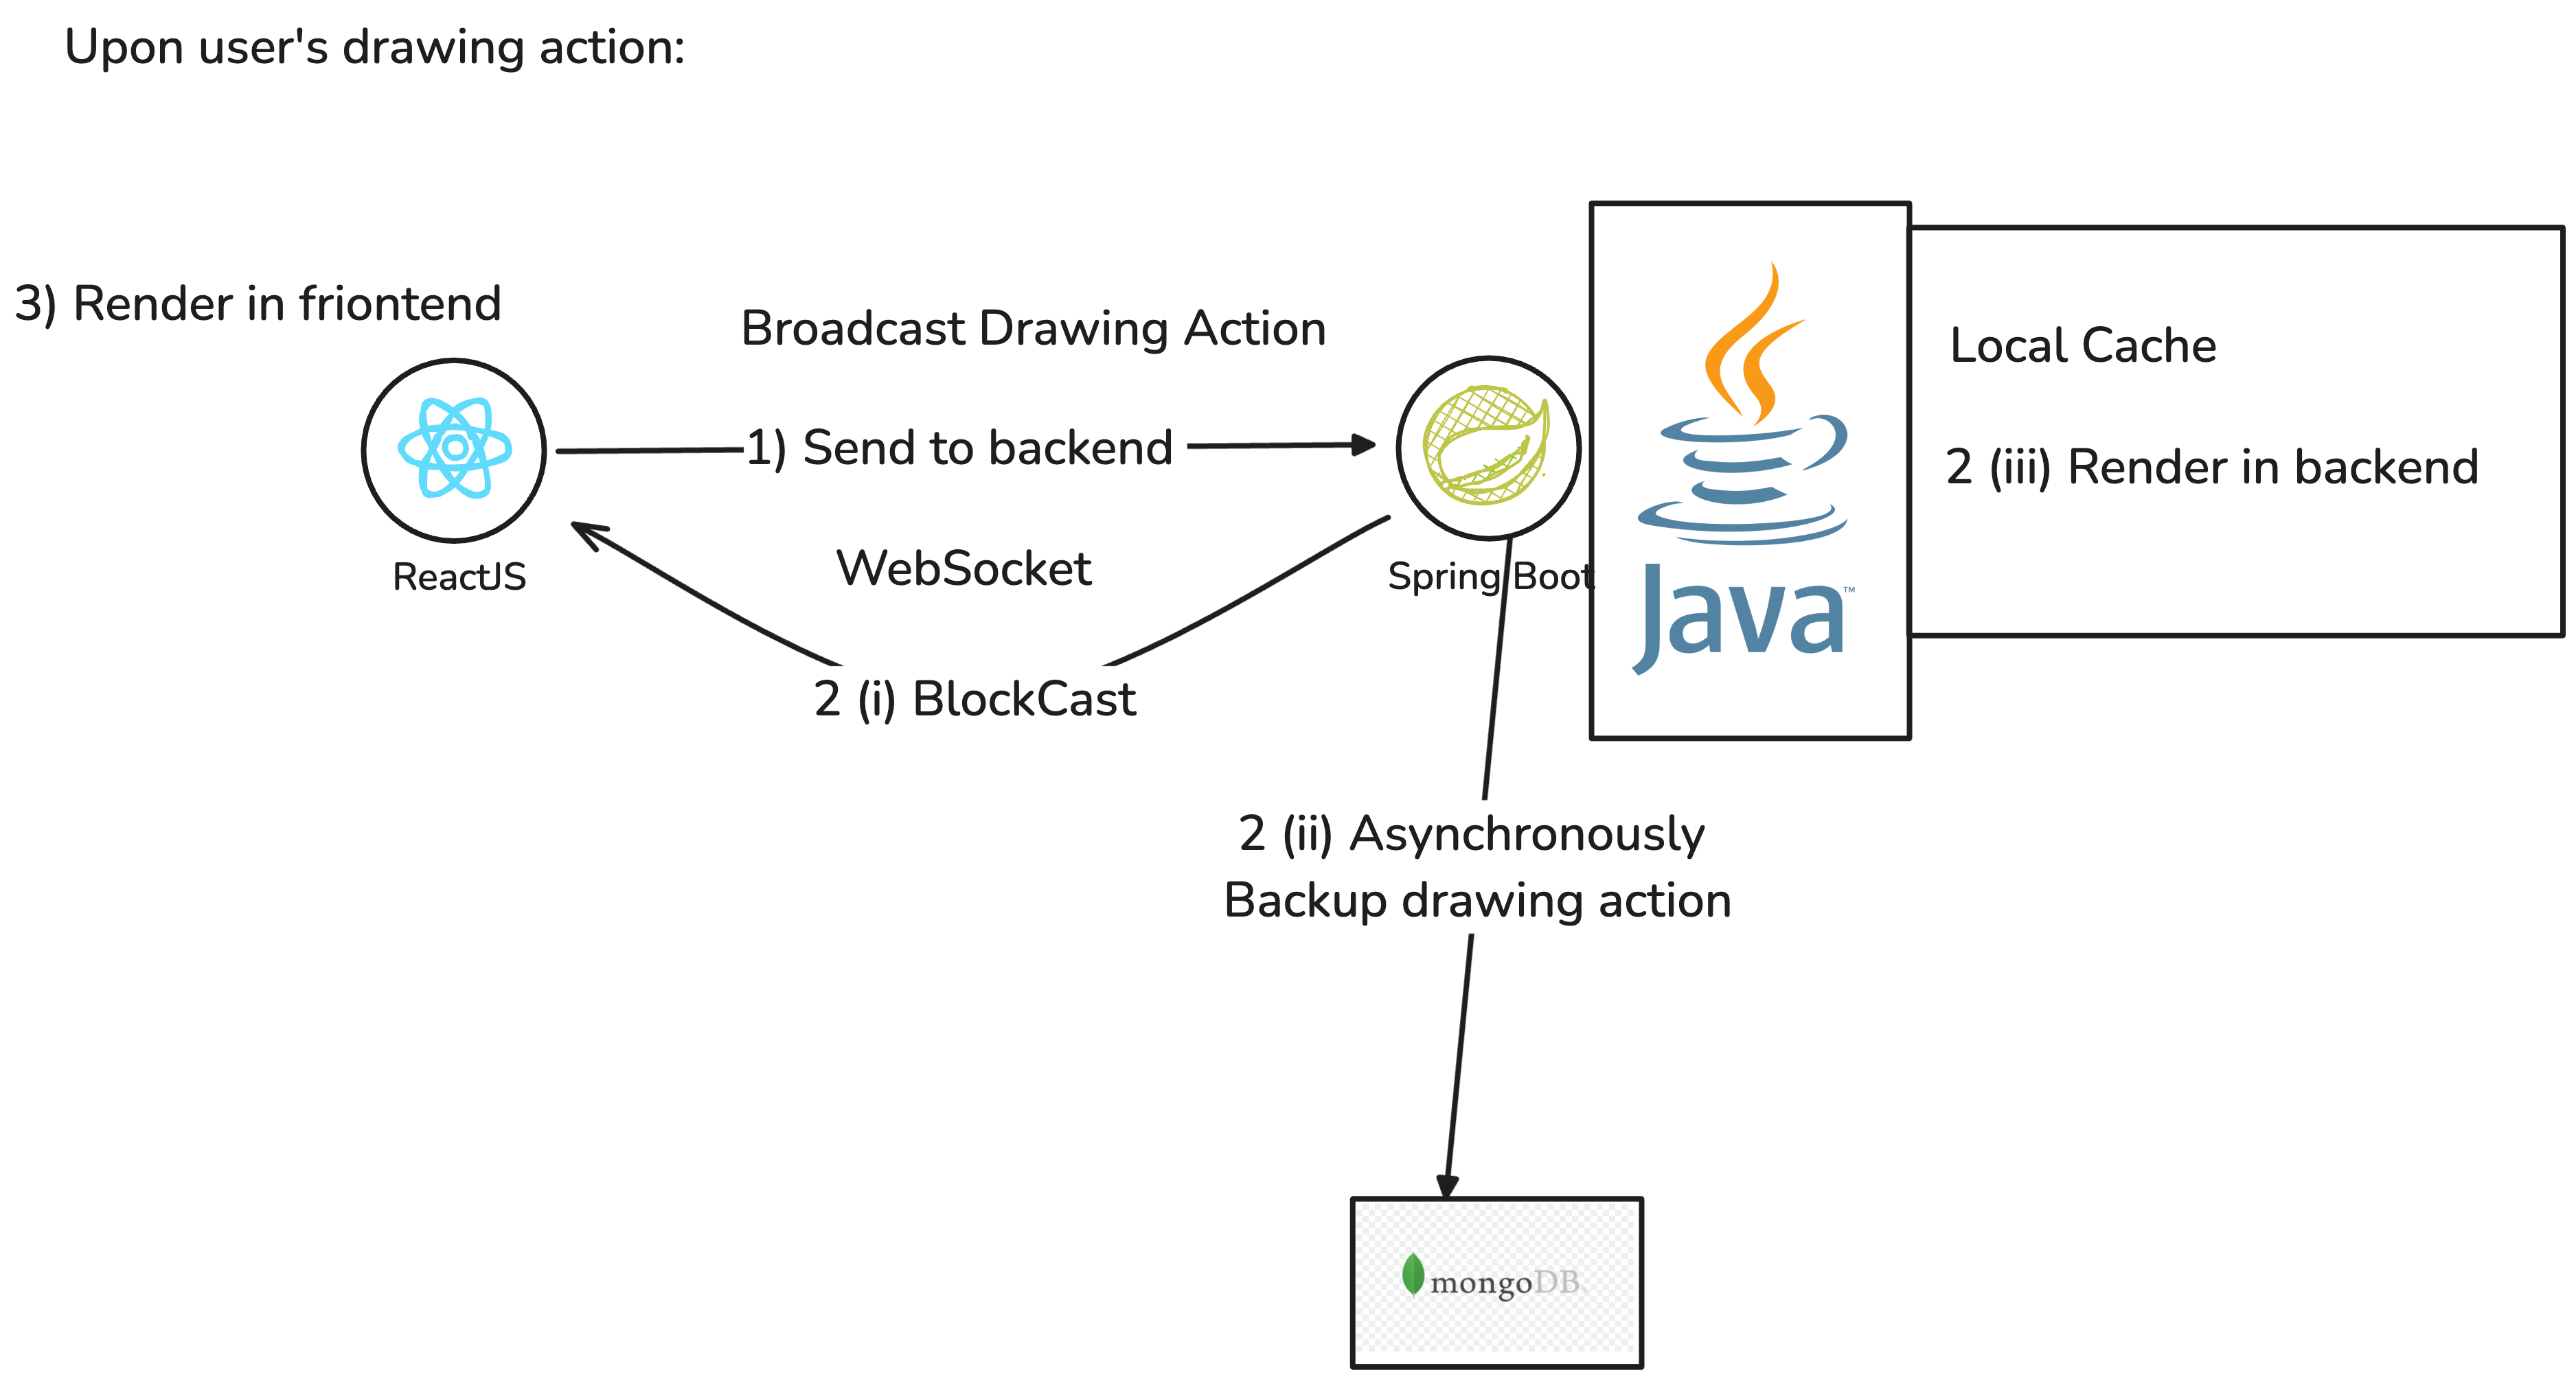 Upon user's drawing action:
3) Render in friontend
Broadcast Drawing Action
1) Send to backend
WebSocket
2 (i) BlockCast
ReactJS
Spring Boot
Java™
Local Cache
2 (iii) Render in backend
2 (ii) Asynchronously
Backup drawing action
mongoDB